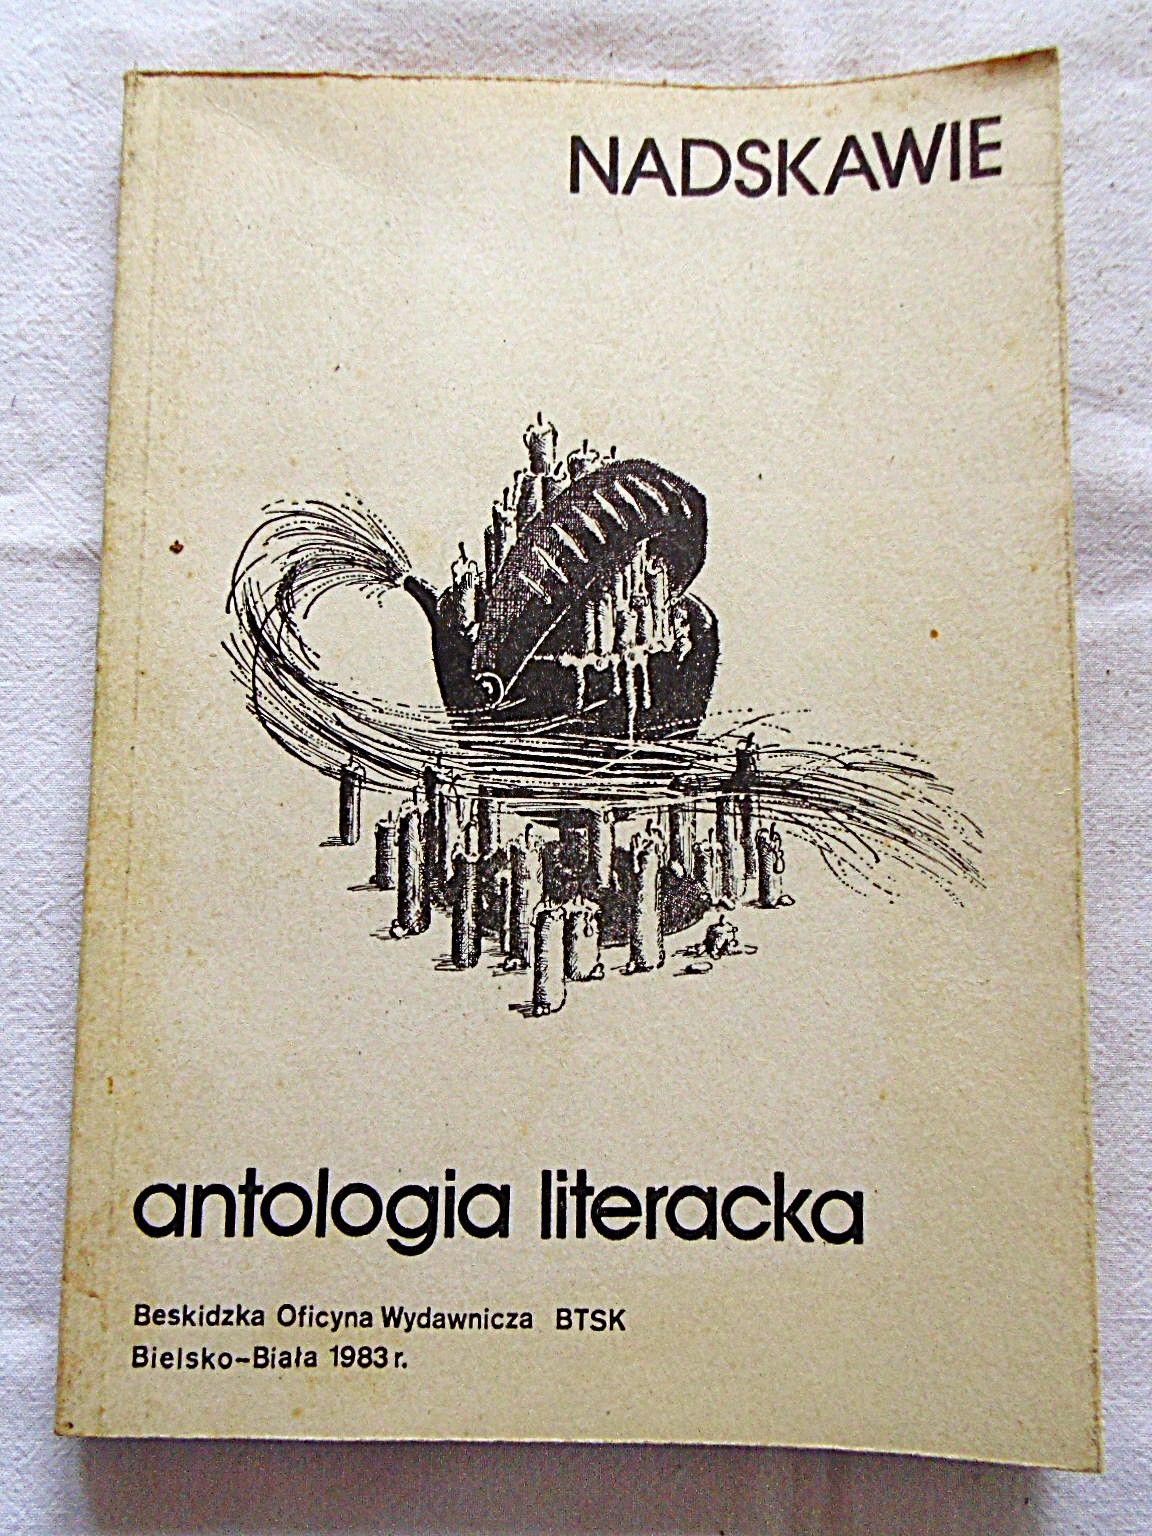 NADSKAWIE
antologia literacka
Beskidzka Oficyna Wydawnicza BTSK
Bielsko-Biała 1983 r.